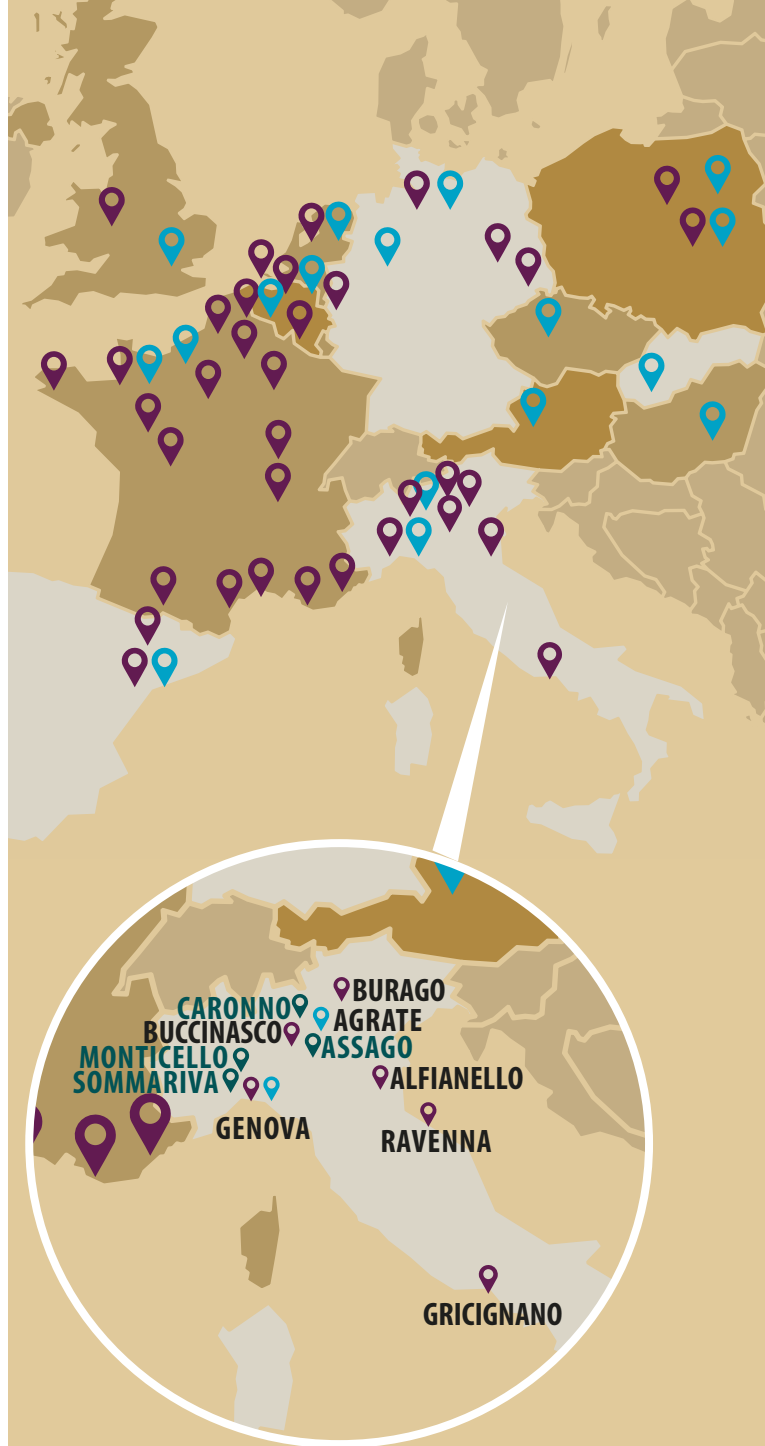 BURAGO
CARONNO
AGRATE
BUCCINASCO
ASSAGO
MONTICELLO
SOMMARIVA
ALFIANELLO
GENOVA
RAVENNA
GRICIGNANO